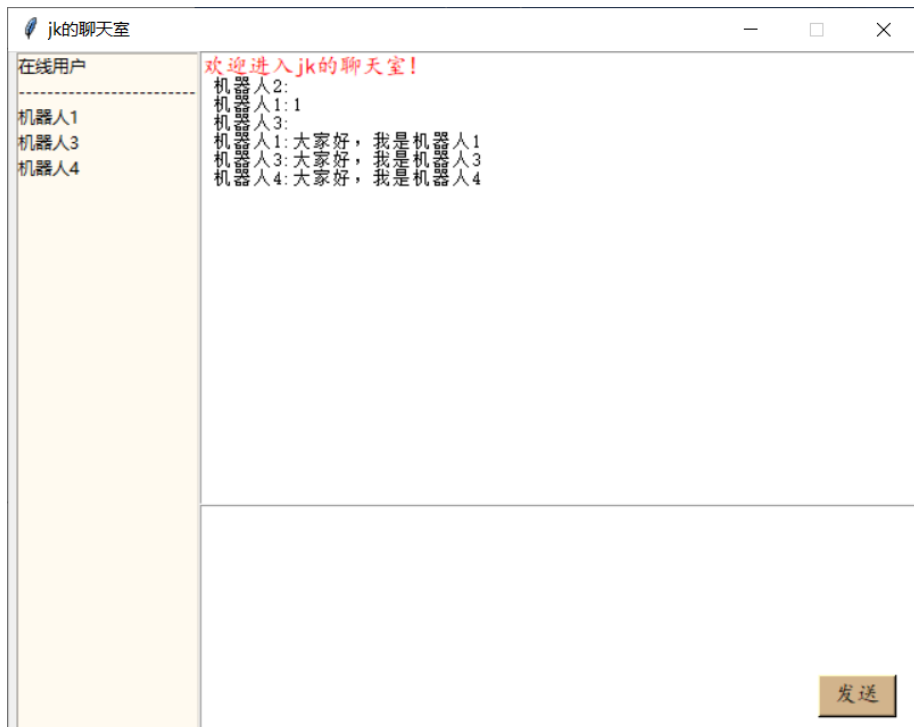 jk的聊天室
在线用户
-------------------------
机器人1
机器人3
机器人4
欢迎进入jk的聊天室!
机器人2:
机器人1:1
机器人3:
机器人1:大家好，我是机器人1
机器人3:大家好，我是机器人3
机器人4:大家好，我是机器人4
发送